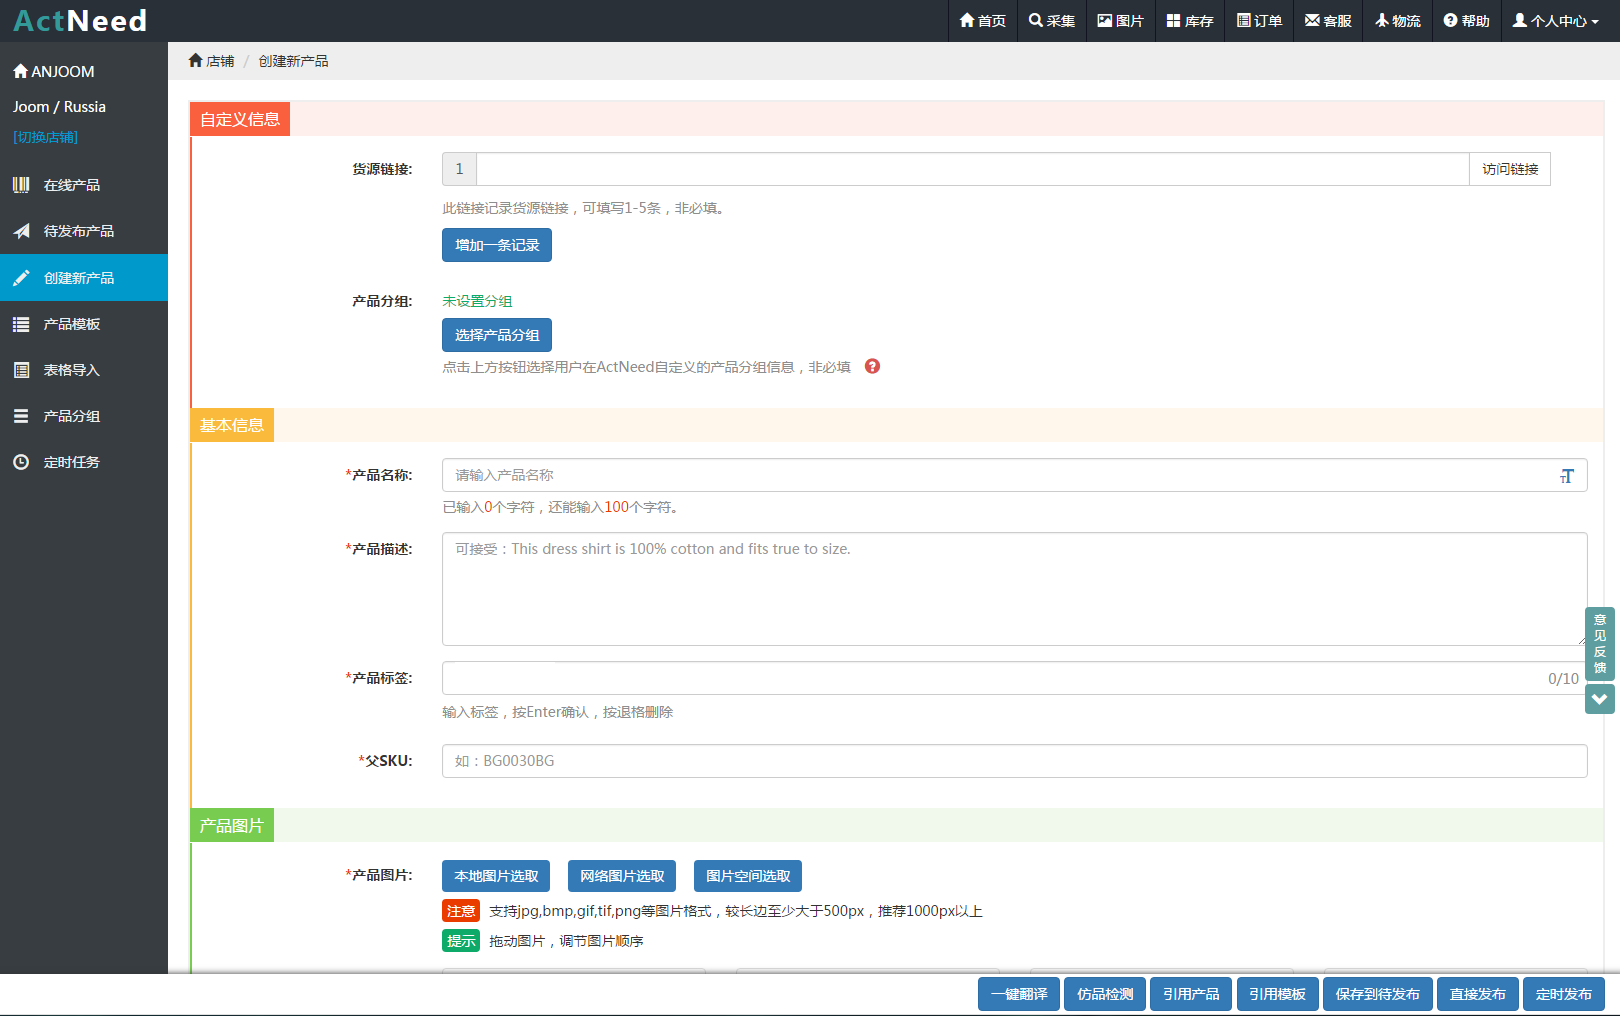 ActNeed
首页 采集 图片 库存 订单 客服 物流 帮助 个人中心
ANJOOM
Joom / Russia
[切换店铺]
在线产品
待发布产品
创建新产品
产品模板
表格导入
产品分组
定时任务
店铺 / 创建新产品
自定义信息
货源链接: 1 访问链接
此链接记录货源链接，可填写1-5条，非必填。
增加一条记录
产品分组: 未设置分组
选择产品分组
点击上方按钮选择用户在ActNeed自定义的产品分组信息，非必填 ?
基本信息
*产品名称: 请输入产品名称 TT
已输入0个字符，还能输入100个字符。
*产品描述: 可接受：This dress shirt is 100% cotton and fits true to size.
*产品标签: 0/10
输入标签，按Enter确认，按退格删除
*父SKU: 如：BG0030BG
产品图片
*产品图片: 本地图片选取 网络图片选取 图片空间选取
注意 支持jpg,bmp,gif,tif,png等图片格式，较长边至少大于500px，推荐1000px以上
提示 拖动图片，调节图片顺序
意见反馈
一键翻译 仿品检测 引用产品 引用模板 保存到待发布 直接发布 定时发布